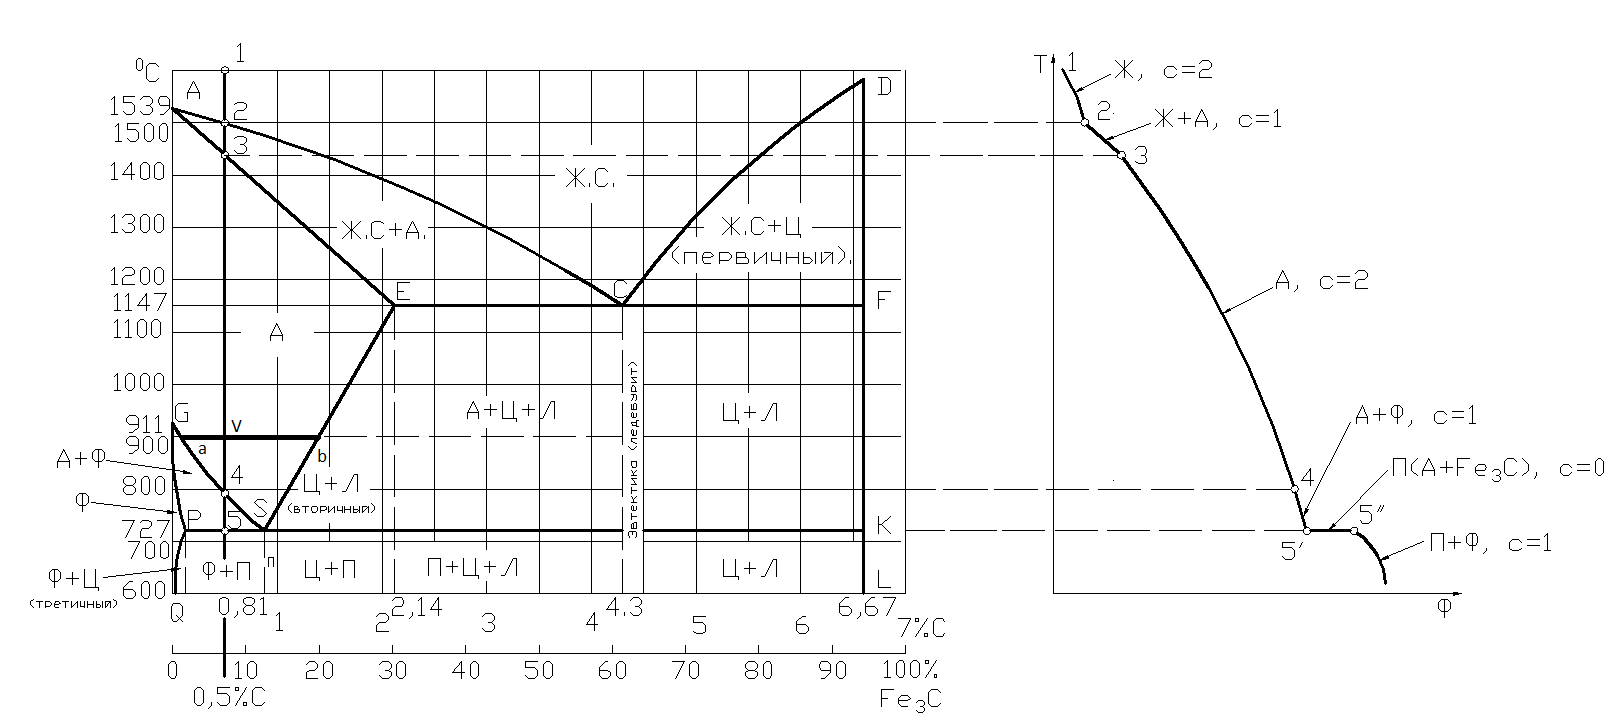 1
⁰C
A
D
1539
2
1500
3
1400
Ж.С.
1300
Ж.С+А.
Ж.С+Ц
(первичный).
1200
1147
E
C
F
1100
A
1000
Эвтектика (ледебурит)
G
911
900
V
a
b
А+Ц+Л
Ц+Л
А+Ф
4
800
Ц+Л
(вторичный)
Ф
P
5
S
727
K
700
п
Ф+Ц
(третичный)
Ф+П
Ц+П
П+Ц+Л
Ц+Л
L
600
Q
0,81
2,14
4.3
6,67
1
2
3
4
5
6
7%C
0
10
20
30
40
50
60
70
80
90
100%
0,5%C
Fe₃C
T
1
Ж, с=2
2
Ж+А, с=1
3
А, с=2
А+Ф, с=1
П(А+Fe₃C), с=0
4
5′
5″
П+Ф, с=1
Ф